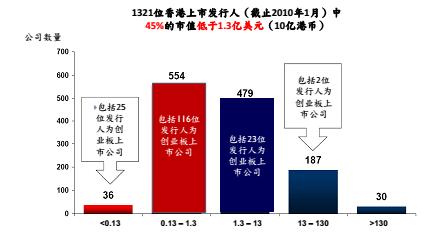 1321位香港上市发行人（截止2010年1月）中
45%的市值低于1.3亿美元（10亿港币）
公司数量
700
600
500
400
300
200
100
0
包括25
位发行
人为创
业板上
市公司
36
554
包括116位
发行人为
创业板上
市公司
479
包括23位
发行人为
创业板上
市公司
包括2位
发行人为
创业板上
市公司
187
30
<0.13
0.13 – 1.3
1.3 – 13
13 – 130
>130